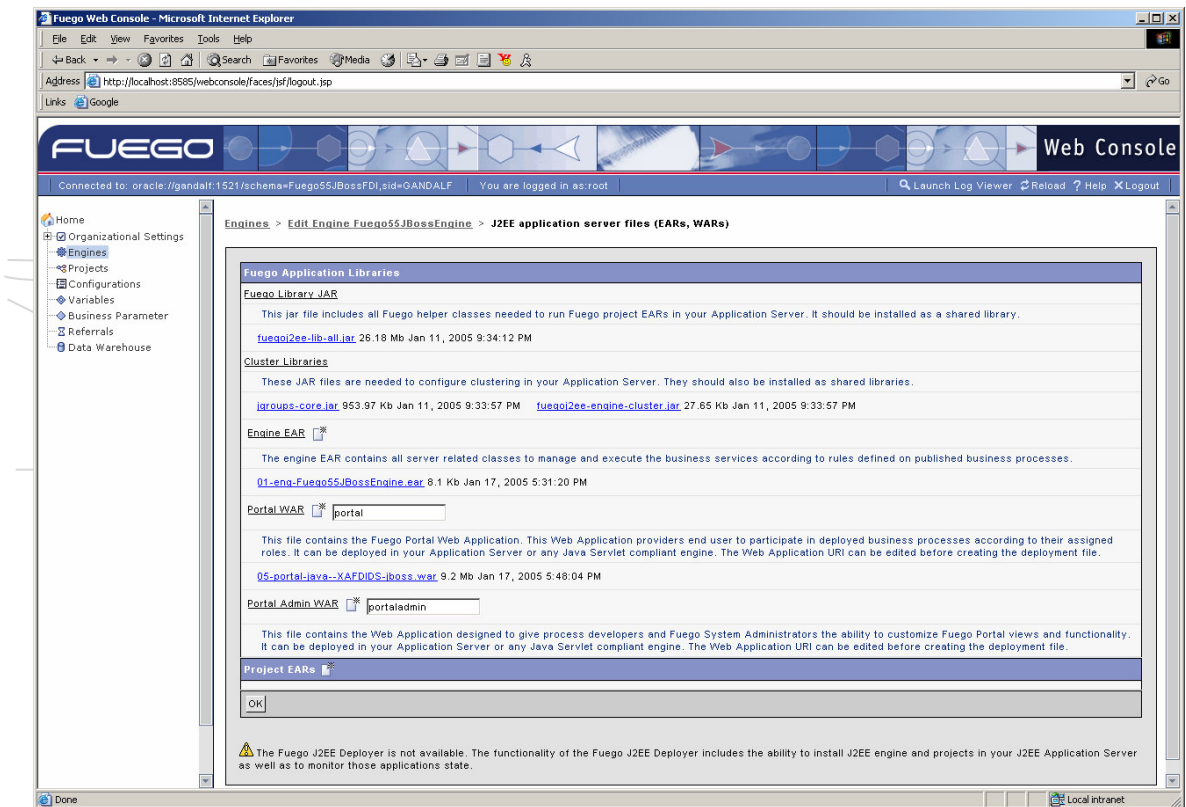 Fuego Web Console - Microsoft Internet Explorer
File Edit View Favorites Tools Help
Back Search Favorites Media
Address http://localhost:8585/webconsole/faces/jsf/logout.jsp Go
Links Google
FUEGO Web Console
Connected to: oracle://gandalf:1521/schema=Fuego55JBossFDI,sid=GANDALF You are logged in as:root Launch Log Viewer Reload ? Help Logout
Home
Organizational Settings
Engines
Projects
Configurations
Variables
Business Parameter
Referrals
Data Warehouse
Engines > Edit Engine Fuego55JBossEngine > J2EE application server files (EARs, WARs)
Fuego Application Libraries
Fuego Library JAR
This jar file includes all Fuego helper classes needed to run Fuego project EARs in your Application Server. It should be installed as a shared library.
fuegoj2ee-lib-all.jar 26.18 Mb Jan 11, 2005 9:34:12 PM
Cluster Libraries
These JAR files are needed to configure clustering in your Application Server. They should also be installed as shared libraries.
jgroups-core.jar 953.97 Kb Jan 11, 2005 9:33:57 PM fuegoj2ee-engine-cluster.jar 27.65 Kb Jan 11, 2005 9:33:57 PM
Engine EAR
The engine EAR contains all server related classes to manage and execute the business services according to rules defined on published business processes.
01-eng-Fuego55JBossEngine.ear 8.1 Kb Jan 17, 2005 5:31:20 PM
Portal WAR portal
This file contains the Fuego Portal Web Application. This Web Application providers end user to participate in deployed business processes according to their assigned
roles. It can be deployed in your Application Server or any Java Servlet compliant engine. The Web Application URI can be edited before creating the deployment file.
05-portal-java--XAFDIDS-jboss.war 9.2 Mb Jan 17, 2005 5:48:04 PM
Portal Admin WAR portaladmin
This file contains the Web Application designed to give process developers and Fuego System Administrators the ability to customize Fuego Portal views and functionality.
It can be deployed in your Application Server or any Java Servlet compliant engine. The Web Application URI can be edited before creating the deployment file.
Project EARs
OK
The Fuego J2EE Deployer is not available. The functionality of the Fuego J2EE Deployer includes the ability to install J2EE engine and projects in your J2EE Application Server
as well as to monitor those applications state.
Done Local intranet